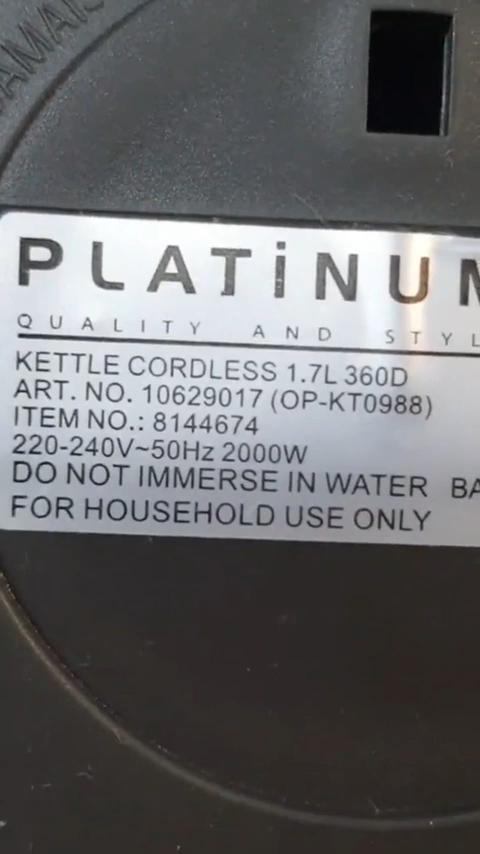 PLATiNUM
QUALITY AND STYL
KETTLE CORDLESS 1.7L 360D
ART. NO. 10629017 (OP-KT0988)
ITEM NO.: 8144674
220-240V~50Hz 2000W
DO NOT IMMERSE IN WATER BA
FOR HOUSEHOLD USE ONLY